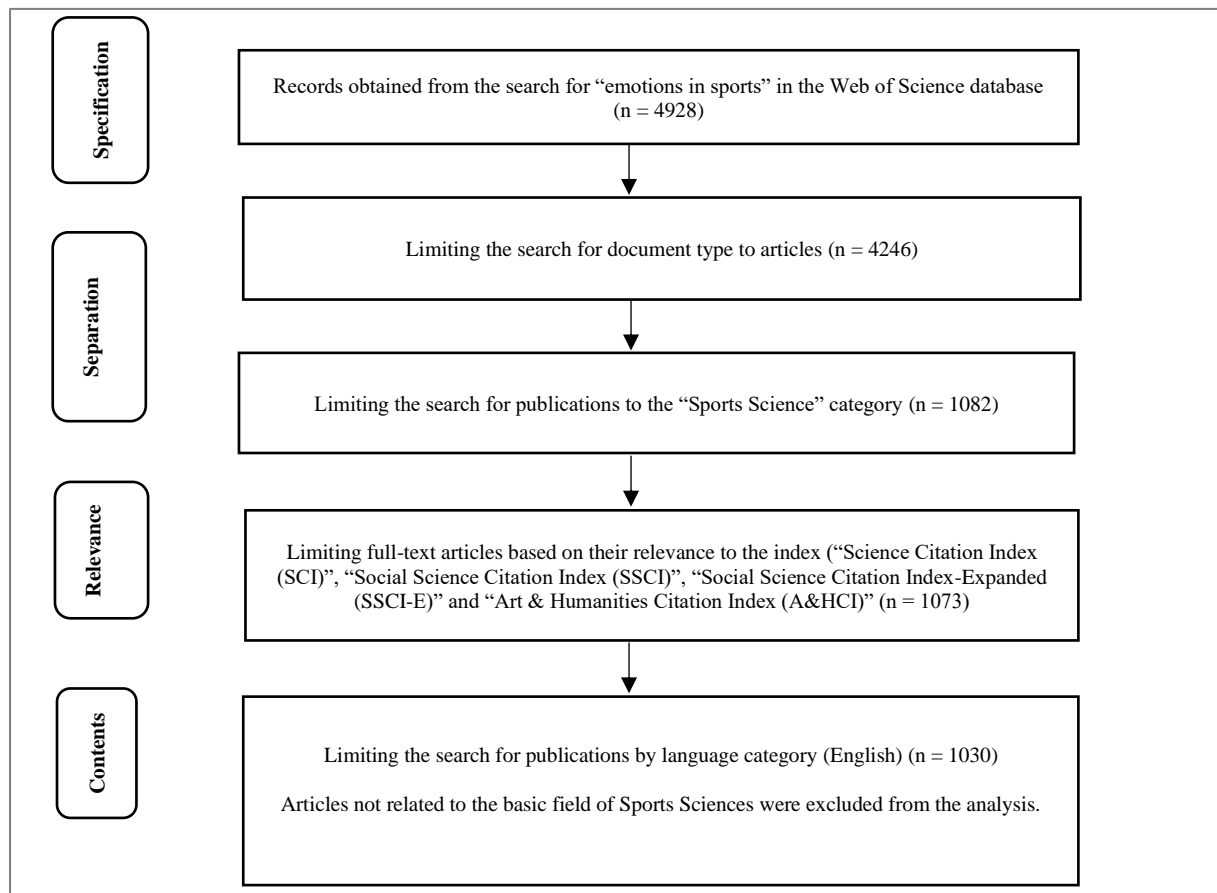 Specification
Records obtained from the search for “emotions in sports” in the Web of Science database
(n = 4928)
Separation
Limiting the search for document type to articles (n = 4246)
Limiting the search for publications to the “Sports Science” category (n = 1082)
Relevance
Limiting full-text articles based on their relevance to the index (“Science Citation Index
(SCI)”, “Social Science Citation Index (SSCI)”, “Social Science Citation Index-Expanded
(SSCI-E)” and “Art & Humanities Citation Index (A&HCI)” (n = 1073)
Contents
Limiting the search for publications by language category (English) (n = 1030)
Articles not related to the basic field of Sports Sciences were excluded from the analysis.